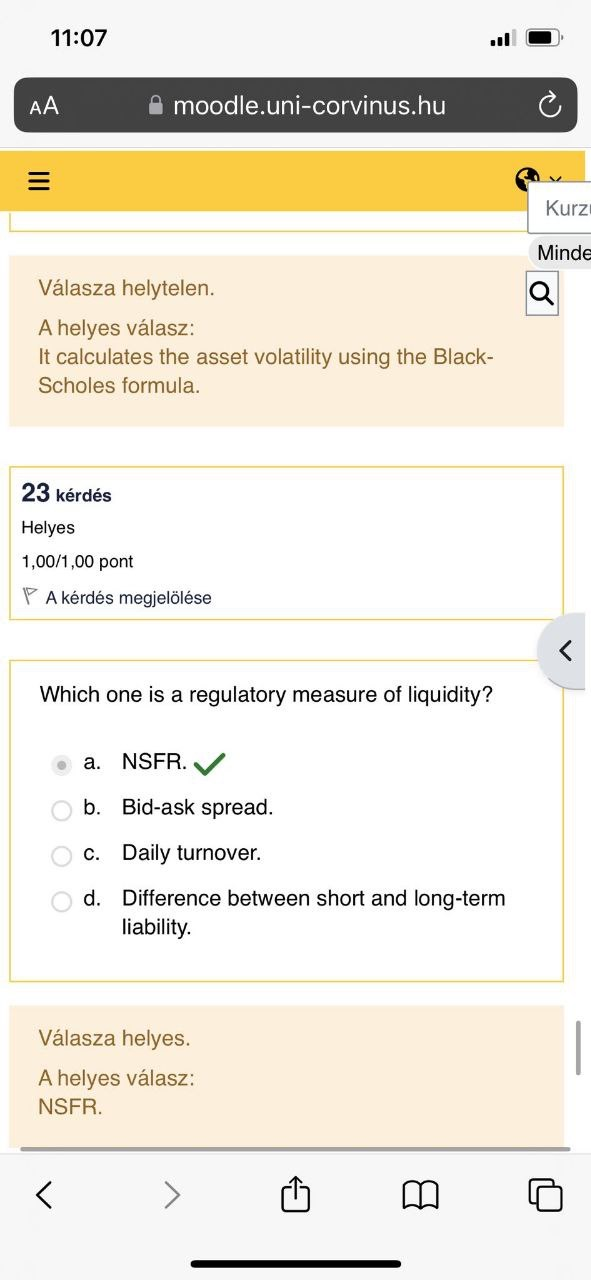 11:07
AA moodle.uni-corvinus.hu
Kurzu
Minde
Válasza helytelen.
A helyes válasz:
It calculates the asset volatility using the Black-
Scholes formula.
23 kérdés
Helyes
1,00/1,00 pont
A kérdés megjelölése
Which one is a regulatory measure of liquidity?
a. NSFR.
b. Bid-ask spread.
c. Daily turnover.
d. Difference between short and long-term
liability.
Válasza helyes.
A helyes válasz:
NSFR.